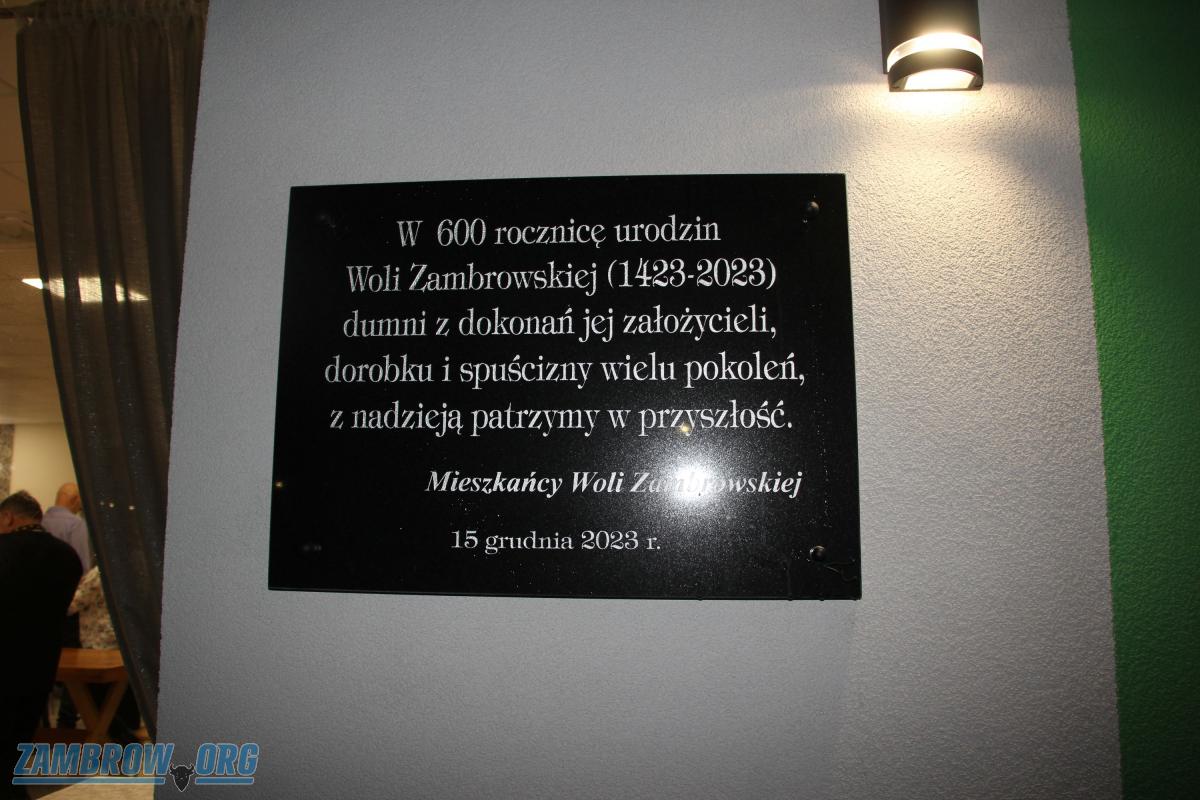 W 600 rocznicę urodzin
Woli Zambrowskiej (1423-2023)
dumni z dokonań jej założycieli,
dorobku i spuścizny wielu pokoleń,
z nadzieją patrzymy w przyszłość.
Mieszkańcy Woli Zambrowskiej
15 grudnia 2023 r.
ZAMBROW.ORG